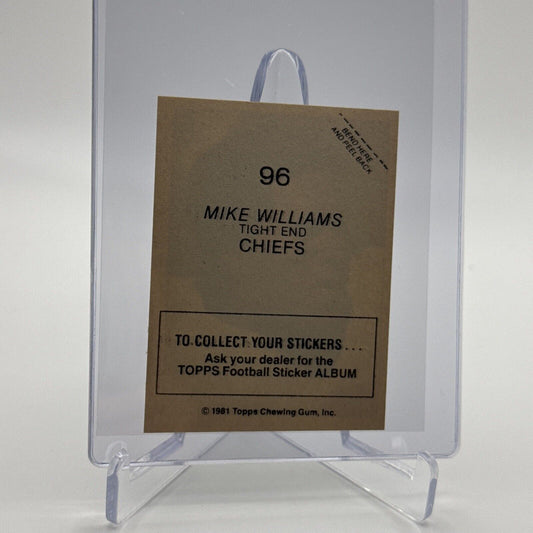 BEND HERE
AND PEEL BACK
96
MIKE WILLIAMS
TIGHT END
CHIEFS
TO COLLECT YOUR STICKERS...
Ask your dealer for the
TOPPS Football Sticker ALBUM
© 1981 Topps Chewing Gum, Inc.